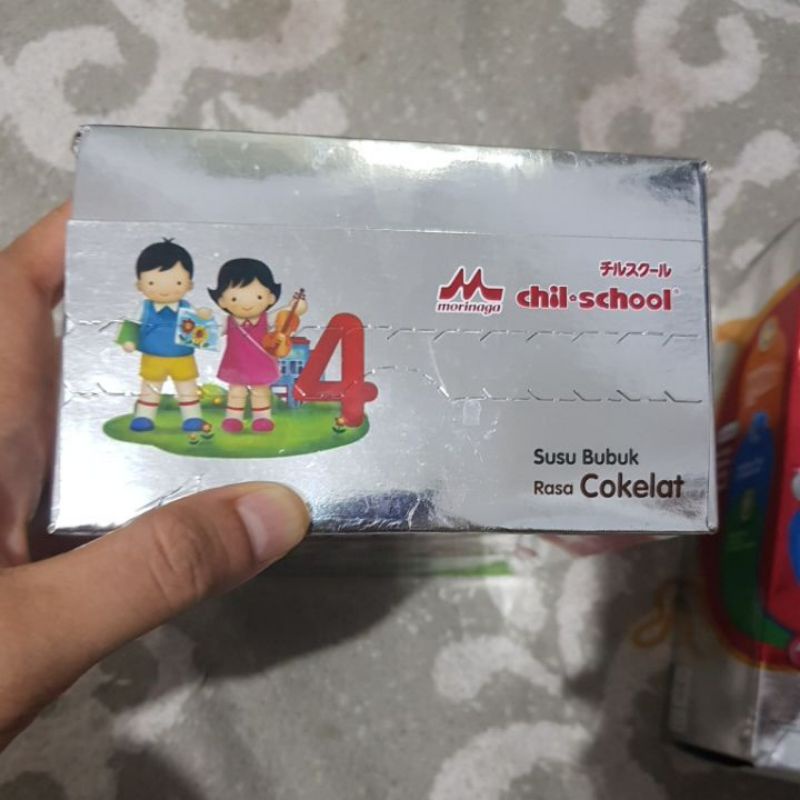 チルスクール
morinaga chil•school®
4
Susu Bubuk
Rasa Cokelat